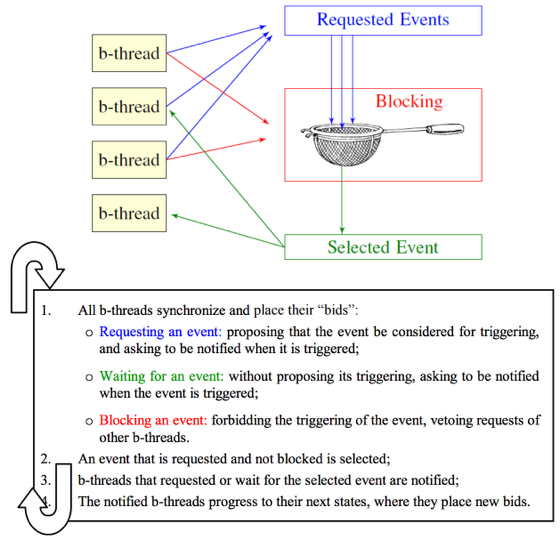 Requested Events
b-thread
Blocking
b-thread
b-thread
b-thread
Selected Event
1. All b-threads synchronize and place their “bids”:
o Requesting an event: proposing that the event be considered for triggering,
and asking to be notified when it is triggered;
o Waiting for an event: without proposing its triggering, asking to be notified
when the event is triggered;
o Blocking an event: forbidding the triggering of the event, vetoing requests of
other b-threads.
2. An event that is requested and not blocked is selected;
3. b-threads that requested or wait for the selected event are notified;
The notified b-threads progress to their next states, where they place new bids.